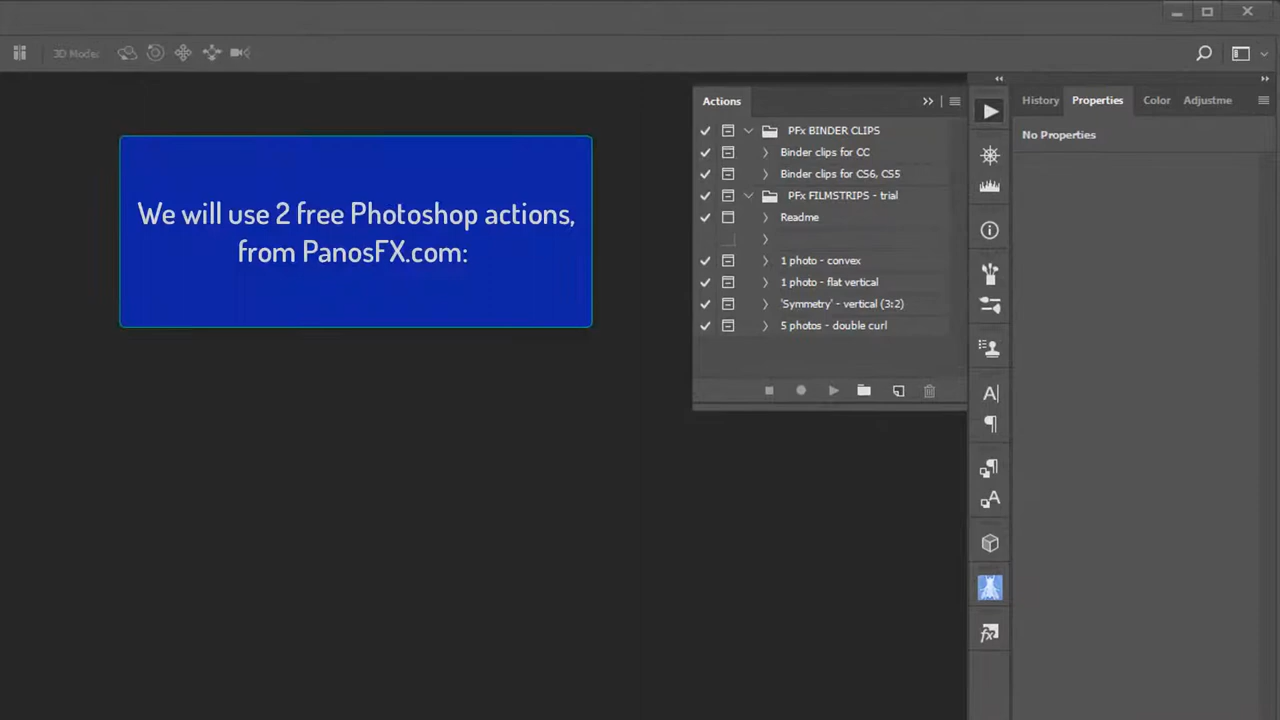 3D Mode:
We will use 2 free Photoshop actions,
from PanosFX.com:
Actions
PFx BINDER CLIPS
Binder clips for CC
Binder clips for CS6, CS5
PFx FILMSTRIPS - trial
Readme
1 photo - convex
1 photo - flat vertical
'Symmetry' - vertical (3:2)
5 photos - double curl
History
Properties
Color
Adjustme
No Properties